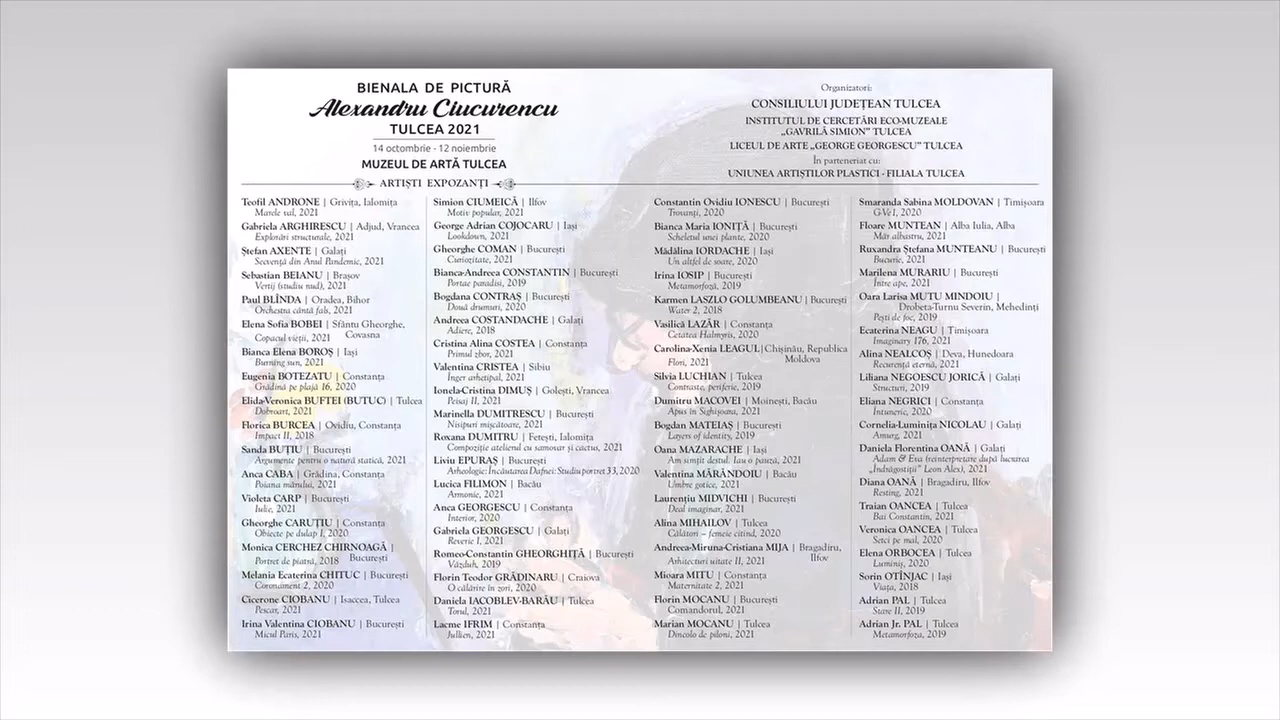 BIENALA DE PICTURĂ
Alexandru Ciucurencu
TULCEA 2021
14 octombrie - 12 noiembrie
MUZEUL DE ARTĂ TULCEA
Organizatori:
CONSILIULUI JUDEȚEAN TULCEA
INSTITUTUL DE CERCETĂRI ECO-MUZEALE
„GAVRILĂ SIMION” TULCEA
LICEUL DE ARTE „GEORGE GEORGESCU” TULCEA
În parteneriat cu:
UNIUNEA ARTIȘTILOR PLASTICI - FILIALA TULCEA
ARTIȘTI EXPOZANȚI
Teofil ANDRONE | Grivița, Ialomița
Marele val, 2021
Gabriela ARGHIRESCU | Adjud, Vrancea
Explorări structurale, 2021
Ștefan AXENTE | Galați
Secvență din Anul Pandemic, 2021
Sebastian BEIANU | Brașov
Vertij (studiu nud), 2021
Paul BLÎNDA | Oradea, Bihor
Orchestra cântă fals, 2021
Elena Sofia BOBEI | Sfântu Gheorghe,
Copacul vieții, 2021 Covasna
Bianca Elena BOROȘ | Iași
Burning sun, 2021
Eugenia BOTEZATU | Constanța
Grădină pe plajă 16, 2020
Elida-Veronica BUFTEI (BUTUC) | Tulcea
Dobroart, 2021
Florica BURCEA | Ovidiu, Constanța
Impact II, 2018
Sanda BUȚIU | București
Argumente pentru o natură statică, 2021
Anca CABA | Grădina, Constanța
Poiana mărului, 2021
Violeta CARP | București
Iulie, 2021
Gheorghe CARUȚIU | Constanța
Obiecte pe dulap I, 2020
Monica CERCHEZ CHIRNOAGĂ |
Portret de piatră, 2018 București
Melania Ecaterina CHITUC | București
Coronament 2, 2020
Cicerone CIOBANU | Isaccea, Tulcea
Pescar, 2021
Irina Valentina CIOBANU | București
Micul Paris, 2021
Simion CIUMEICĂ | Ilfov
Motiv popular, 2021
George Adrian COJOCARU | Iași
Lookdown, 2021
Gheorghe COMAN | București
Curiozitate, 2021
Bianca-Andreea CONSTANTIN | București
Portae paradisi, 2019
Bogdana CONTRAȘ | București
Două drumuri, 2020
Andreea COSTANDACHE | Galați
Adiere, 2018
Cristina Alina COSTEA | Constanța
Primul zbor, 2021
Valentina CRISTEA | Sibiu
Înger arhetipal, 2021
Ionela-Cristina DIMUȘ | Golești, Vrancea
Peisaj II, 2021
Marinella DUMITRESCU | București
Nisipuri mișcătoare, 2021
Roxana DUMITRU | Fetești, Ialomița
Compoziție atelierul cu samovar și cactus, 2021
Liviu EPURAȘ | București
Arheologie: În căutarea Dafnei: Studiu portret 33, 2020
Lucica FILIMON | Bacău
Armonie, 2021
Anca GEORGESCU | Constanța
Interior, 2020
Gabriela GEORGESCU | Galați
Reverie I, 2021
Romeo-Constantin GHEORGHIȚĂ | București
Văzduh, 2019
Florin Teodor GRĂDINARU | Craiova
O călărire în zori, 2020
Daniela IACOBLEV-BARĂU | Tulcea
Torul, 2021
Lacme IFRIM | Constanța
Jullien, 2021
Constantin Ovidiu IONESCU | București
Trovanți, 2020
Bianca Maria IONIȚĂ | București
Scheletul unei plante, 2020
Mădălița IORDACHE | Iași
Un altfel de soare, 2020
Irina IOSIP | București
Metamorfoză, 2019
Karmen LASZLO GOLUMBEANU | București
Water 2, 2018
Vasilică LAZĂR | Constanța
Cetatea Halmyris, 2020
Carolina-Xenia LEAGUL | Chișinău, Republica
Flori, 2021 Moldova
Silvia LUCHIAN | Tulcea
Contraste, periferie, 2019
Dumitru MACOVEI | Moinești, Bacău
Apus în Sighișoara, 2021
Bogdan MATEIAȘ | București
Layers of identity, 2019
Oana MAZARACHE | Iași
Am simțit destul. Iau o pauză, 2021
Valentina MÂRÂNDOIU | Bacău
Umbre gotice, 2021
Laurențiu MIDVICHI | București
Deal imaginar, 2021
Alina MIHAILOV | Tulcea
Călători – femeie citind, 2020
Andreea-Miruna-Cristiana MIJA | Bragadiru,
Arhitecturi uitate II, 2021 Ilfov
Mioara MITU | Constanța
Maternitate 2, 2021
Florin MOCANU | București
Comandorul, 2021
Marian MOCANU | Tulcea
Dincolo de piloni, 2021
Smaranda Sabina MOLDOVAN | Timișoara
G-Ve1, 2020
Floare MUNTEAN | Alba Iulia, Alba
Măr albastru, 2021
Ruxandra Ștefana MUNTEANU | București
Bucurie, 2021
Marilena MURARIU | București
Între ape, 2021
Oara Larisa MUTU MINDOIU |
Drobeta-Turnu Severin, Mehedinți
Pești de foc, 2019
Ecaterina NEAGU | Timișoara
Imaginary 176, 2021
Alina NEALCOȘ | Deva, Hunedoara
Recurență eternă, 2021
Liliana NEGOESCU JORICĂ | Galați
Structuri, 2019
Eliana NEGRICI | Constanța
Întuneric, 2020
Cornelia-Luminița NICOLAU | Galați
Amurg, 2021
Daniela Florentina OANĂ | Galați
Adam & Eva (reinterpretare după lucrarea
„Îndrăgostiții” Leon Alex), 2021
Diana OANĂ | Bragadiru, Ilfov
Resting, 2021
Traian OANCEA | Tulcea
Bai Constantin, 2021
Veronica OANCEA | Tulcea
Setci pe mal, 2020
Elena ORBOCEA | Tulcea
Luminiș, 2020
Sorin OTÎNJAC | Iași
Viața, 2018
Adrian PAL | Tulcea
Stare II, 2019
Adrian Jr. PAL | Tulcea
Metamorfoza, 2019